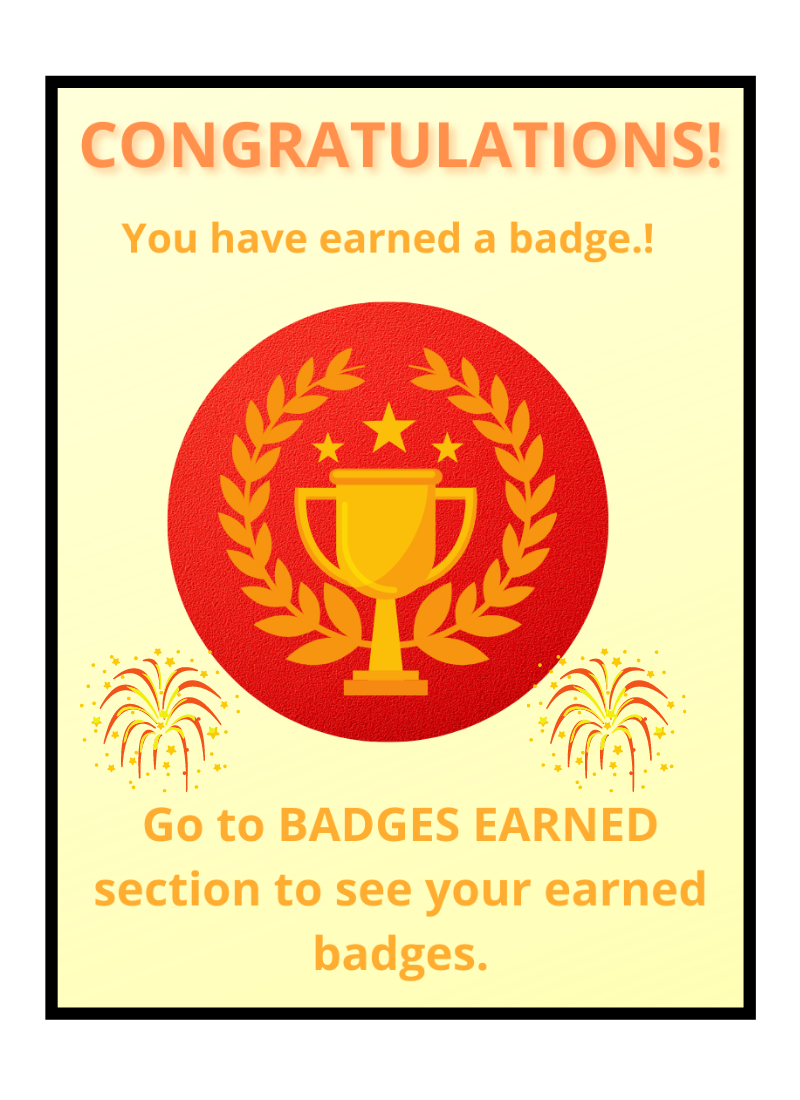 CONGRATULATIONS!
You have earned a badge.!
Go to BADGES EARNED
section to see your earned
badges.